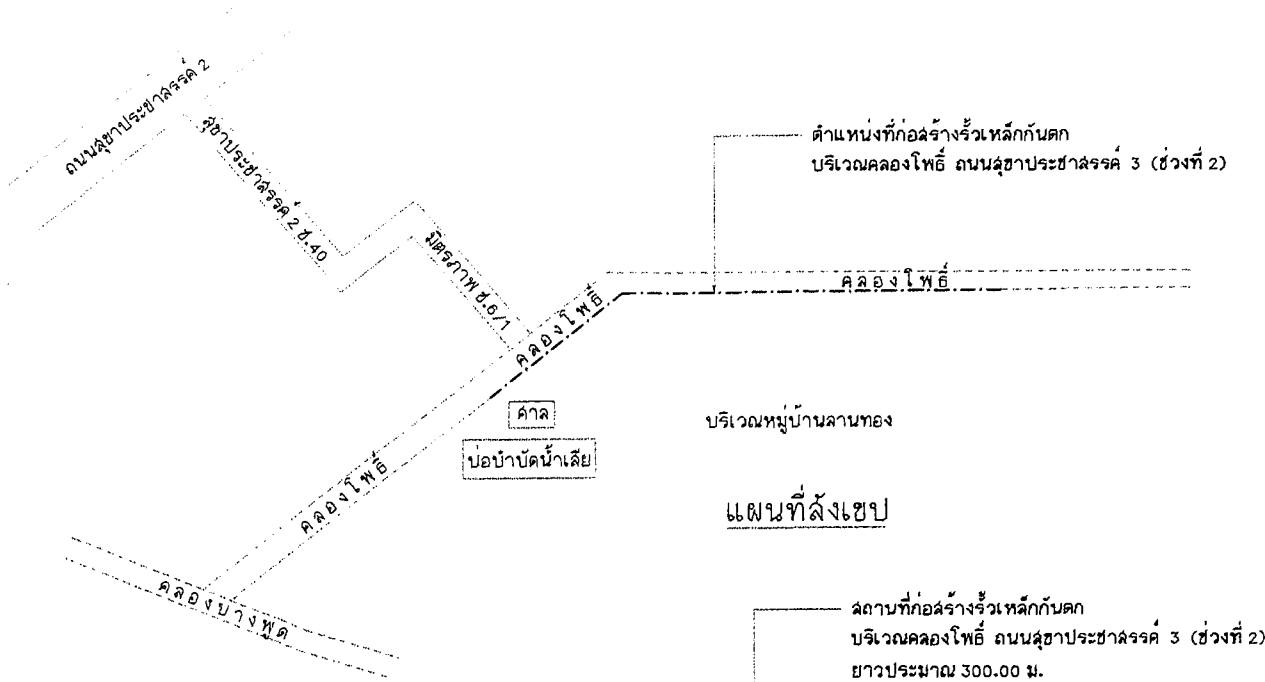 ถนนสุขาประชาสรรค์ 2
สุขาประชาสรรค์ 2 ซ.40
มิตรภาพ ซ.6/1
ตำแหน่งที่ก่อสร้างรั้วเหล็กกันตก
บริเวณคลองโพธิ์ ถนนสุขาประชาสรรค์ 3 (ช่วงที่ 2)
คลองโพธิ์
คลองโพธิ์
ศาล
บ่อบำบัดน้ำเสีย
บริเวณหมู่บ้านลานทอง
คลองโพธิ์
แผนที่สังเขป
คลองบางพูด
สถานที่ก่อสร้างรั้วเหล็กกันตก
บริเวณคลองโพธิ์ ถนนสุขาประชาสรรค์ 3 (ช่วงที่ 2)
ยาวประมาณ 300.00 ม.